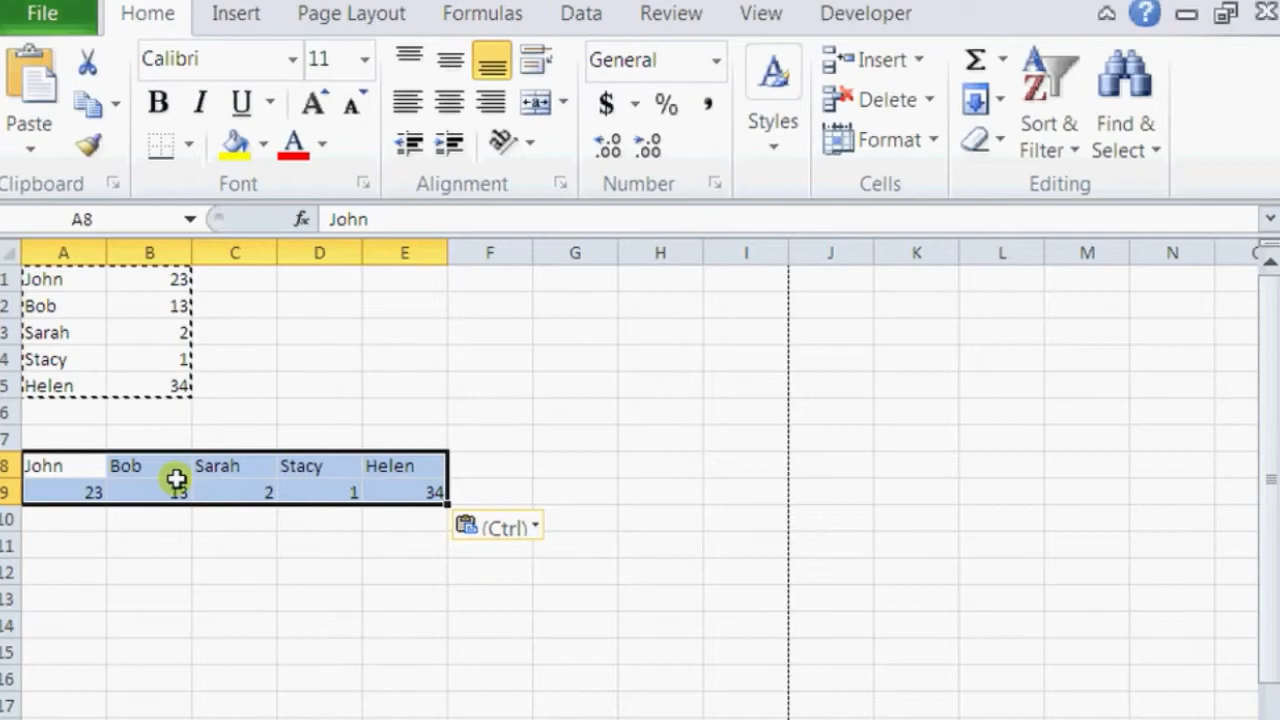 File Home Insert Page Layout Formulas Data Review View Developer
Calibri 11 General Insert
B I U A A $ % , Delete
Paste Styles Sort & Find &
A Format Filter Select
Clipboard Font Alignment Number Cells Editing
A8 fx John
A B C D E F G H I J K L M N
1 John 23
2 Bob 13
3 Sarah 2
4 Stacy 1
5 Helen 34
6
7
8 John Bob Sarah Stacy Helen
9 23 13 2 1 34
10 (Ctrl)
11
12
13
14
15
16
17